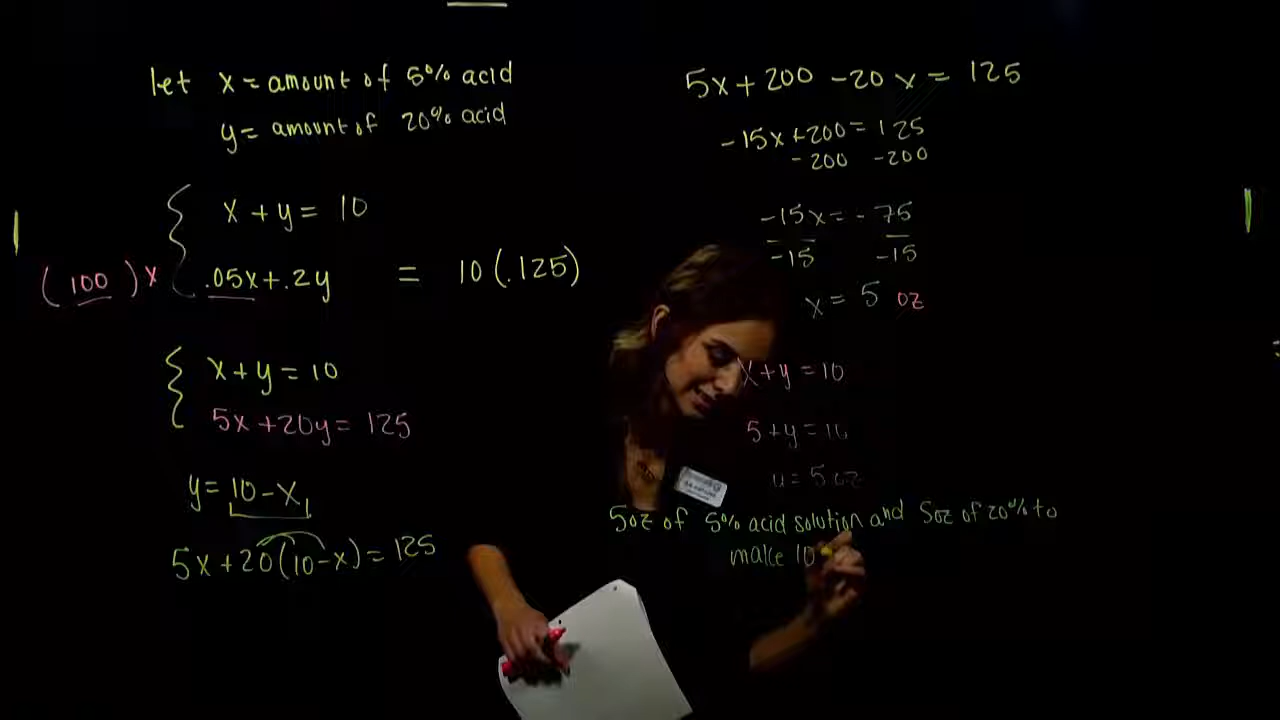 let x = amount of 5% acid
y = amount of 20% acid
x + y = 10
(100) x .05x + .2y = 10 (.125)
x + y = 10
5x + 20y = 125
y = 10 - x
5x + 20(10 - x) = 125
5x + 200 - 20x = 125
-15x + 200 = 125
- 200 -200
-15x = - 75
-15 -15
x = 5 oz
x + y = 10
5 + y = 10
y = 5 oz
5oz of 5% acid solution and 5oz of 20% to
make 10